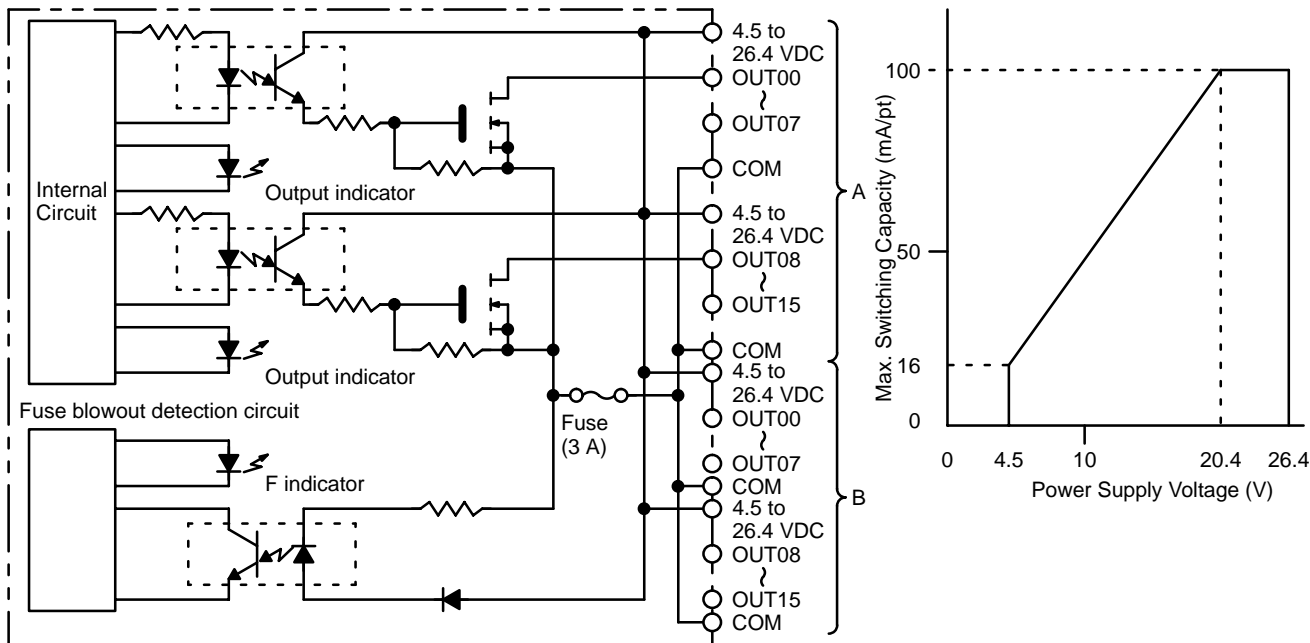 Internal
Circuit
Output indicator
Output indicator
Fuse blowout detection circuit
F indicator
Fuse
(3 A)
4.5 to
26.4 VDC
OUT00
~
OUT07
COM
4.5 to
26.4 VDC
OUT08
~
OUT15
COM
4.5 to
26.4 VDC
OUT00
~
OUT07
COM
4.5 to
26.4 VDC
OUT08
~
OUT15
COM
A
B
Max. Switching Capacity (mA/pt)
100
50
16
0
0 4.5 10 20.4 26.4
Power Supply Voltage (V)